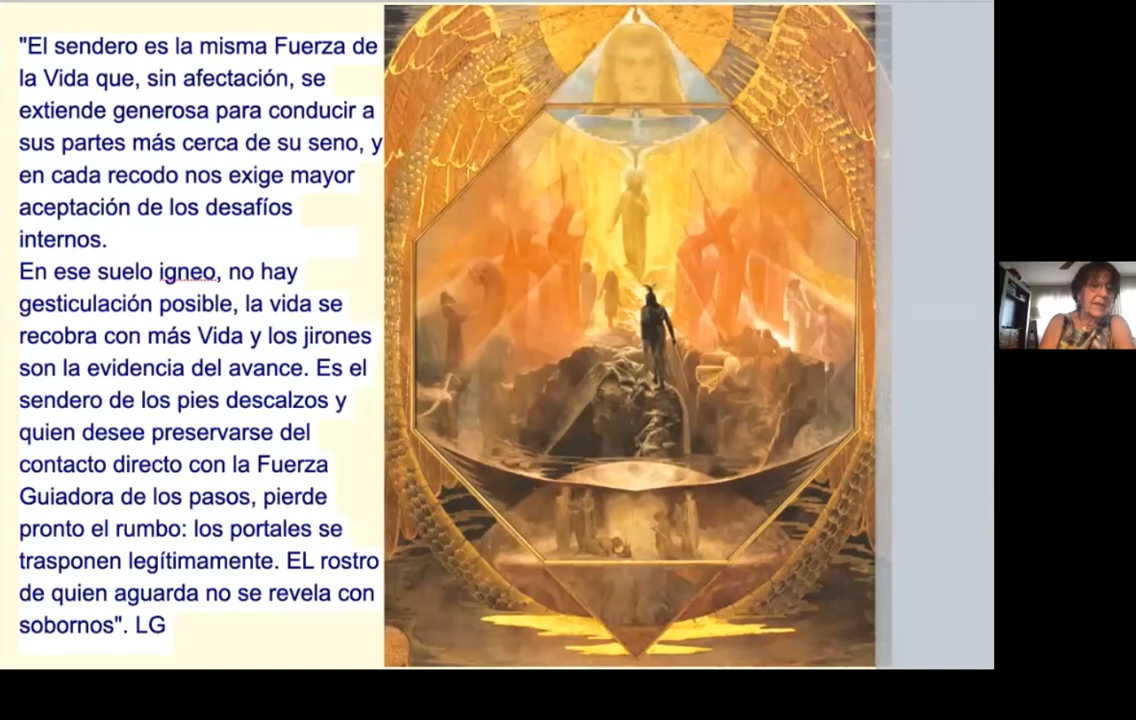 "El sendero es la misma Fuerza de
la Vida que, sin afectación, se
extiende generosa para conducir a
sus partes más cerca de su seno, y
en cada recodo nos exige mayor
aceptación de los desafíos
internos.
En ese suelo igneo, no hay
gesticulación posible, la vida se
recobra con más Vida y los jirones
son la evidencia del avance. Es el
sendero de los pies descalzos y
quien desee preservarse del
contacto directo con la Fuerza
Guiadora de los pasos, pierde
pronto el rumbo: los portales se
trasponen legítimamente. EL rostro
de quien aguarda no se revela con
sobornos". LG